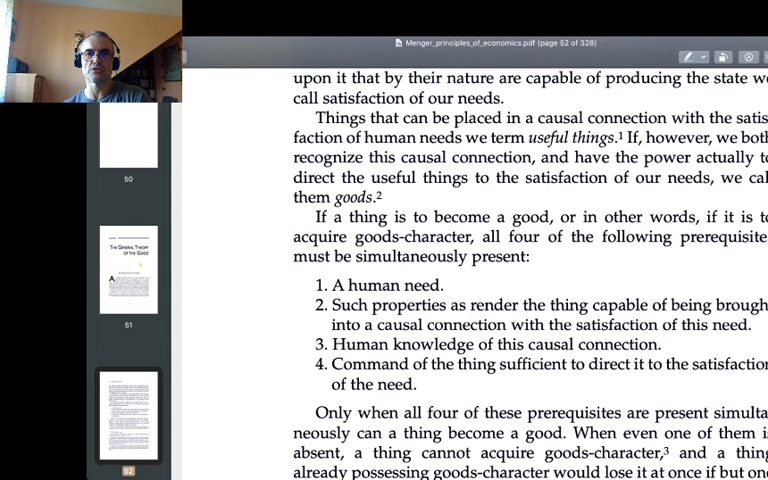 Menger_principles_of_economics.pdf (page 52 of 328)
upon it that by their nature are capable of producing the state w
call satisfaction of our needs.
Things that can be placed in a causal connection with the satis
faction of human needs we term useful things.¹ If, however, we both
recognize this causal connection, and have the power actually to
direct the useful things to the satisfaction of our needs, we cal
them goods.²
If a thing is to become a good, or in other words, if it is to
acquire goods-character, all four of the following prerequisite
must be simultaneously present:
1. A human need.
2. Such properties as render the thing capable of being brough
into a causal connection with the satisfaction of this need.
3. Human knowledge of this causal connection.
4. Command of the thing sufficient to direct it to the satisfaction
of the need.
Only when all four of these prerequisites are present simulta
neously can a thing become a good. When even one of them is
absent, a thing cannot acquire goods-character,³ and a thing
already possessing goods-character would lose it at once if but one
50
THE GENERAL THEORY
OF THE GOOD
51
52